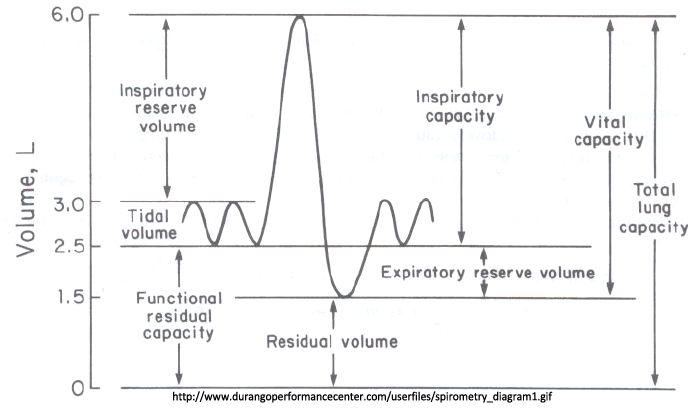 6.0
Inspiratory
reserve
volume
Inspiratory
capacity
Vital
capacity
Total
lung
capacity
Volume, L
3.0
Tidal
volume
2.5
Expiratory reserve volume
1.5
Functional
residual
capacity
Residual volume
0
http://www.durangoperformancecenter.com/userfiles/spirometry_diagram1.gif